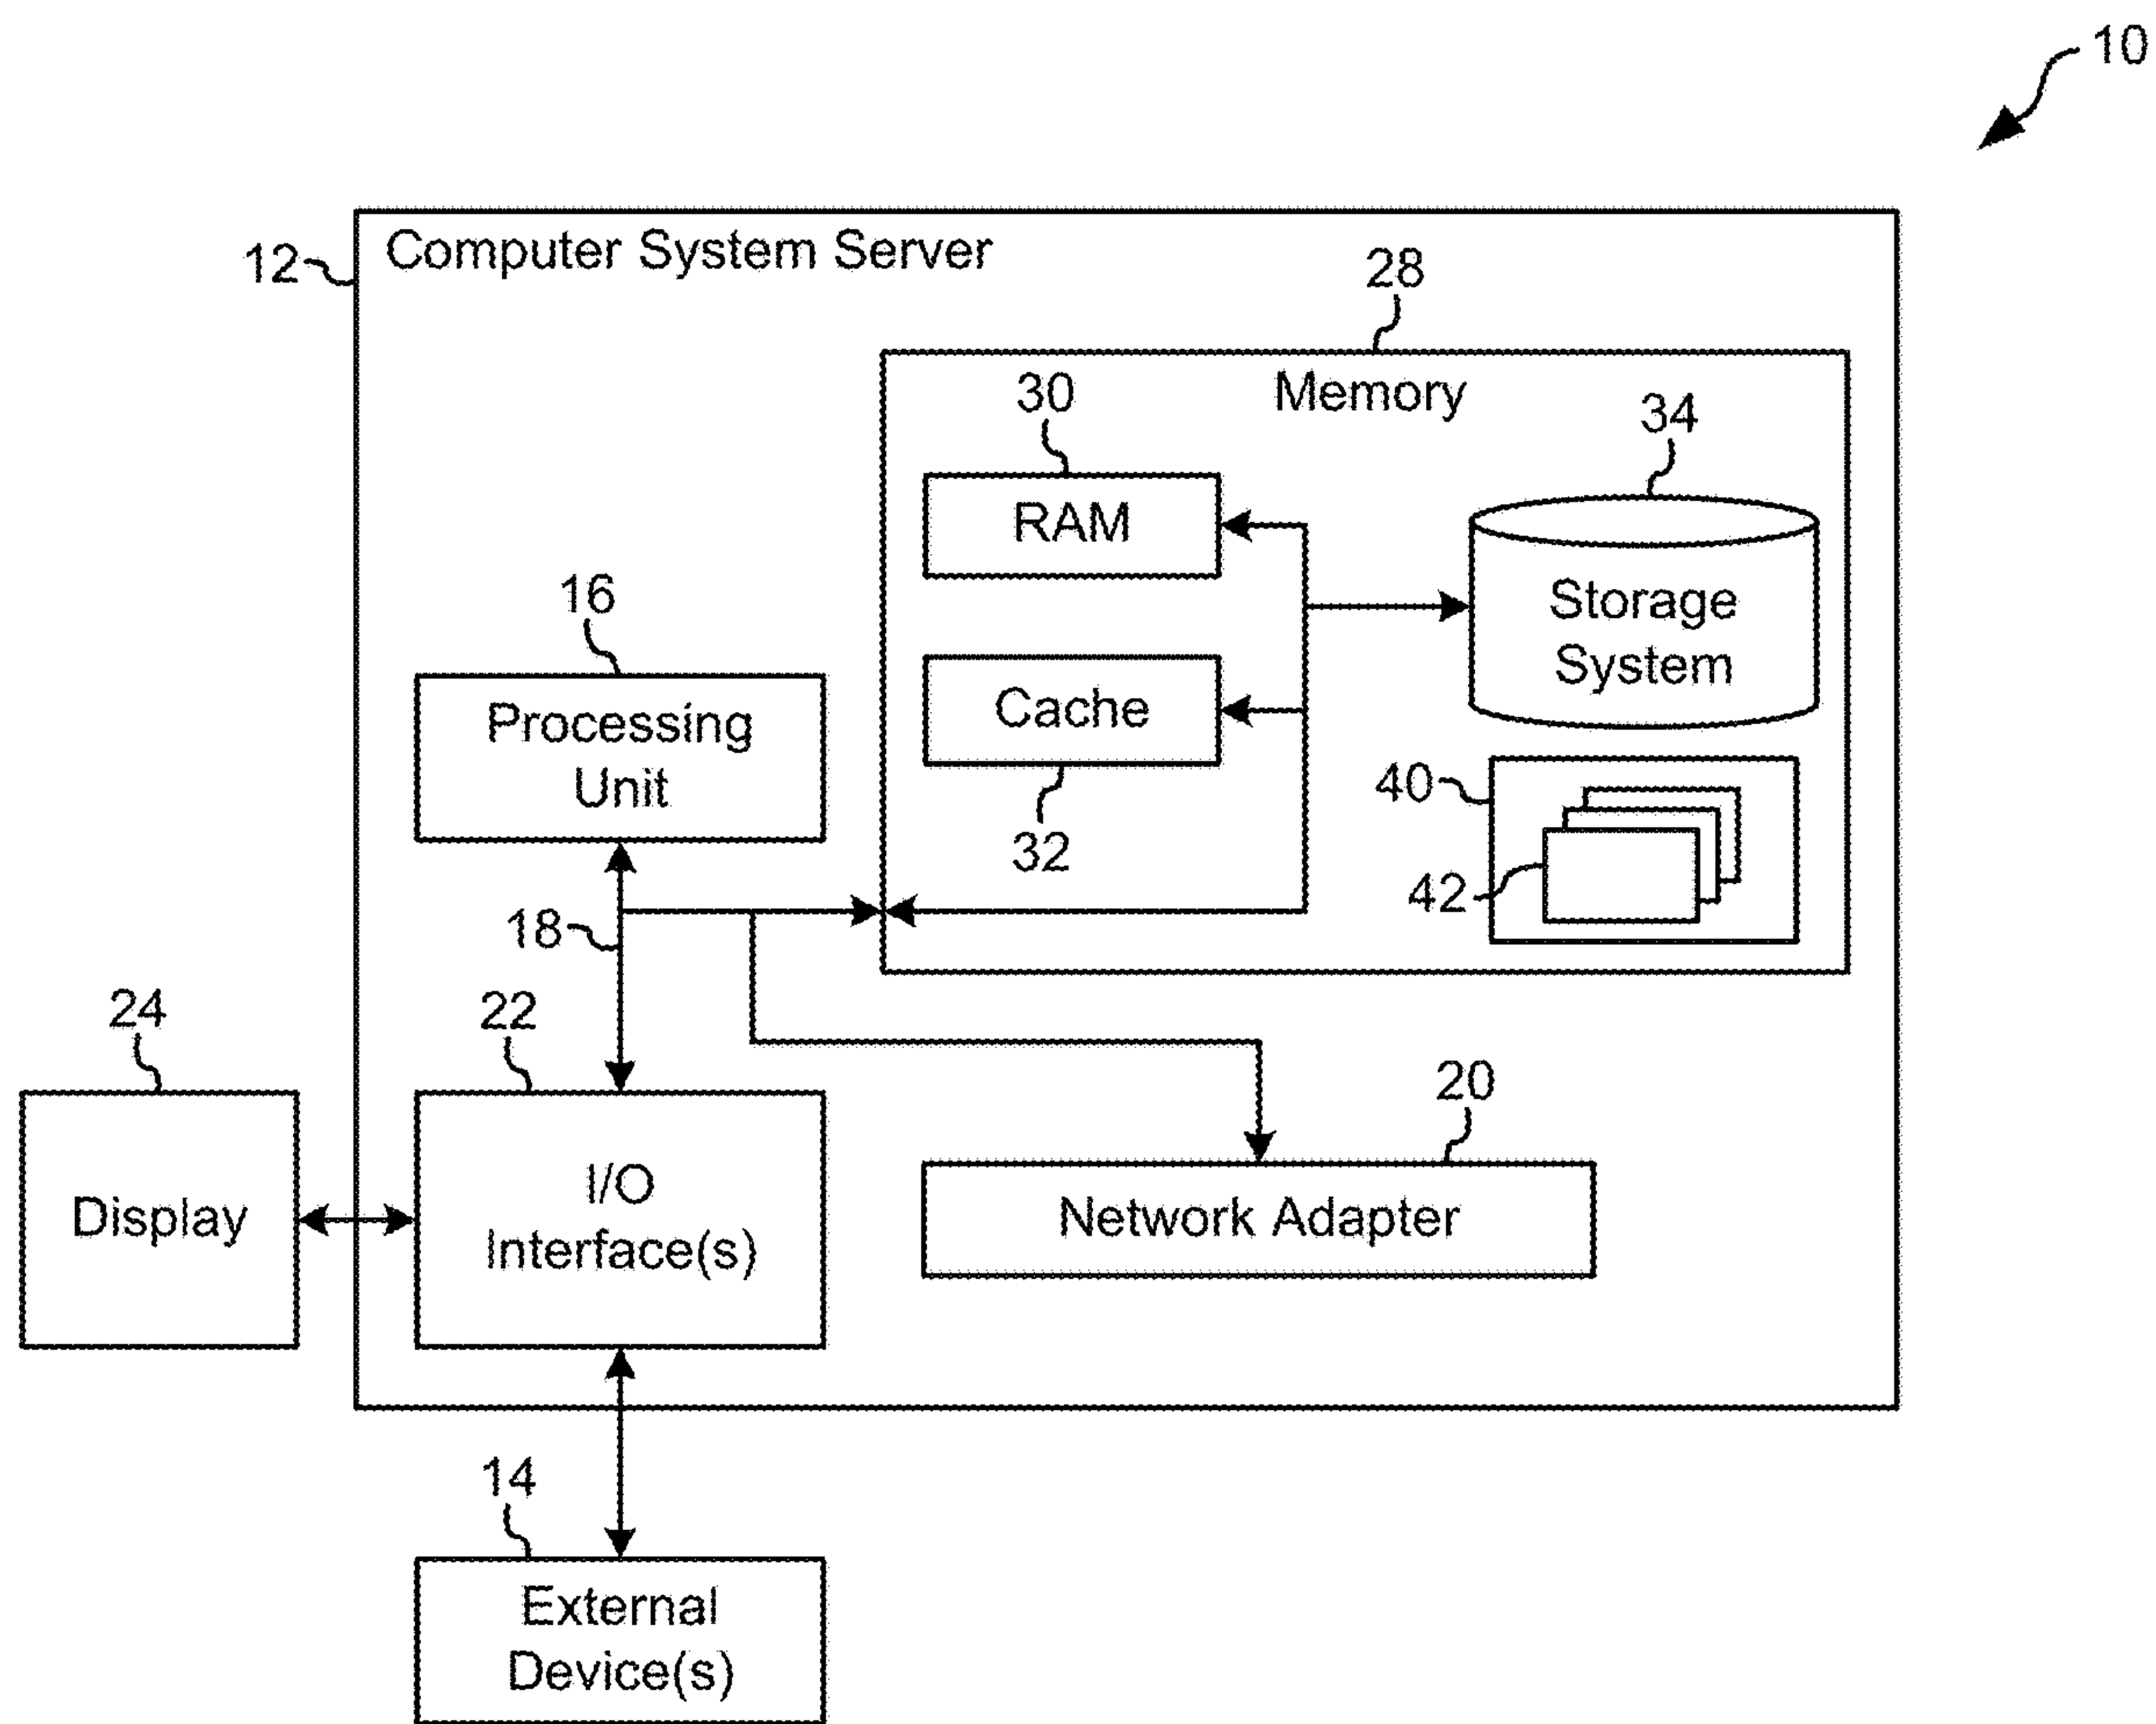 10
12
Computer System Server
28
Memory
30
RAM
34
Storage
System
16
Processing
Unit
Cache
32
40
42
18
24
22
20
Display
I/O
Interface(s)
Network Adapter
14
External
Device(s)